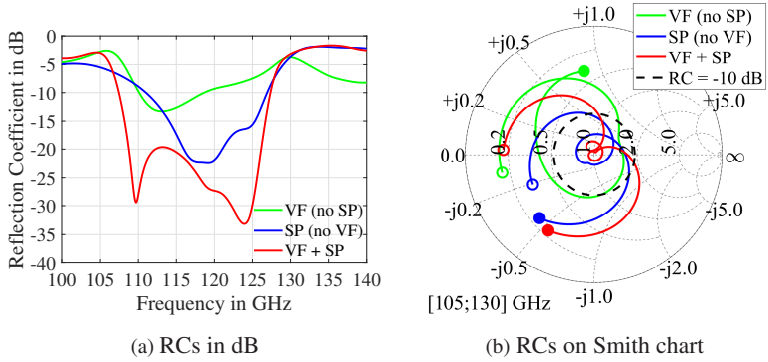 0
-5
-10
-15
-20
-25
-30
-35
-40
100 105 110 115 120 125 130 135 140
Reflection Coefficient in dB
Frequency in GHz
VF (no SP)
SP (no VF)
VF + SP
(a) RCs in dB
VF (no SP)
SP (no VF)
VF + SP
RC = -10 dB
+j1.0
+j0.5
+j0.2
+j5.0
0.0
0.2
0.5
1.0
2.0
5.0
∞
-j0.2
-j5.0
-j0.5
-j2.0
-j1.0
[105;130] GHz
(b) RCs on Smith chart